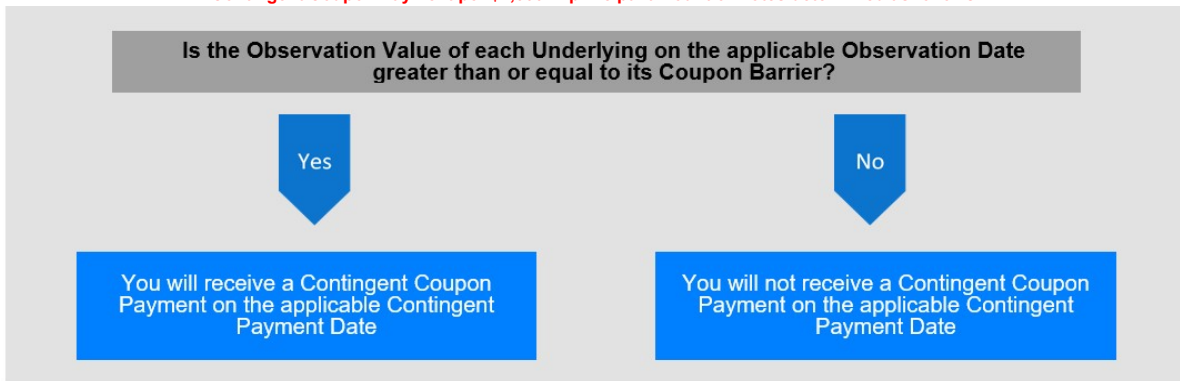 Is the Observation Value of each Underlying on the applicable Observation Date
greater than or equal to its Coupon Barrier?
Yes
No
You will receive a Contingent Coupon
Payment on the applicable Contingent
Payment Date
You will not receive a Contingent Coupon
Payment on the applicable Contingent
Payment Date